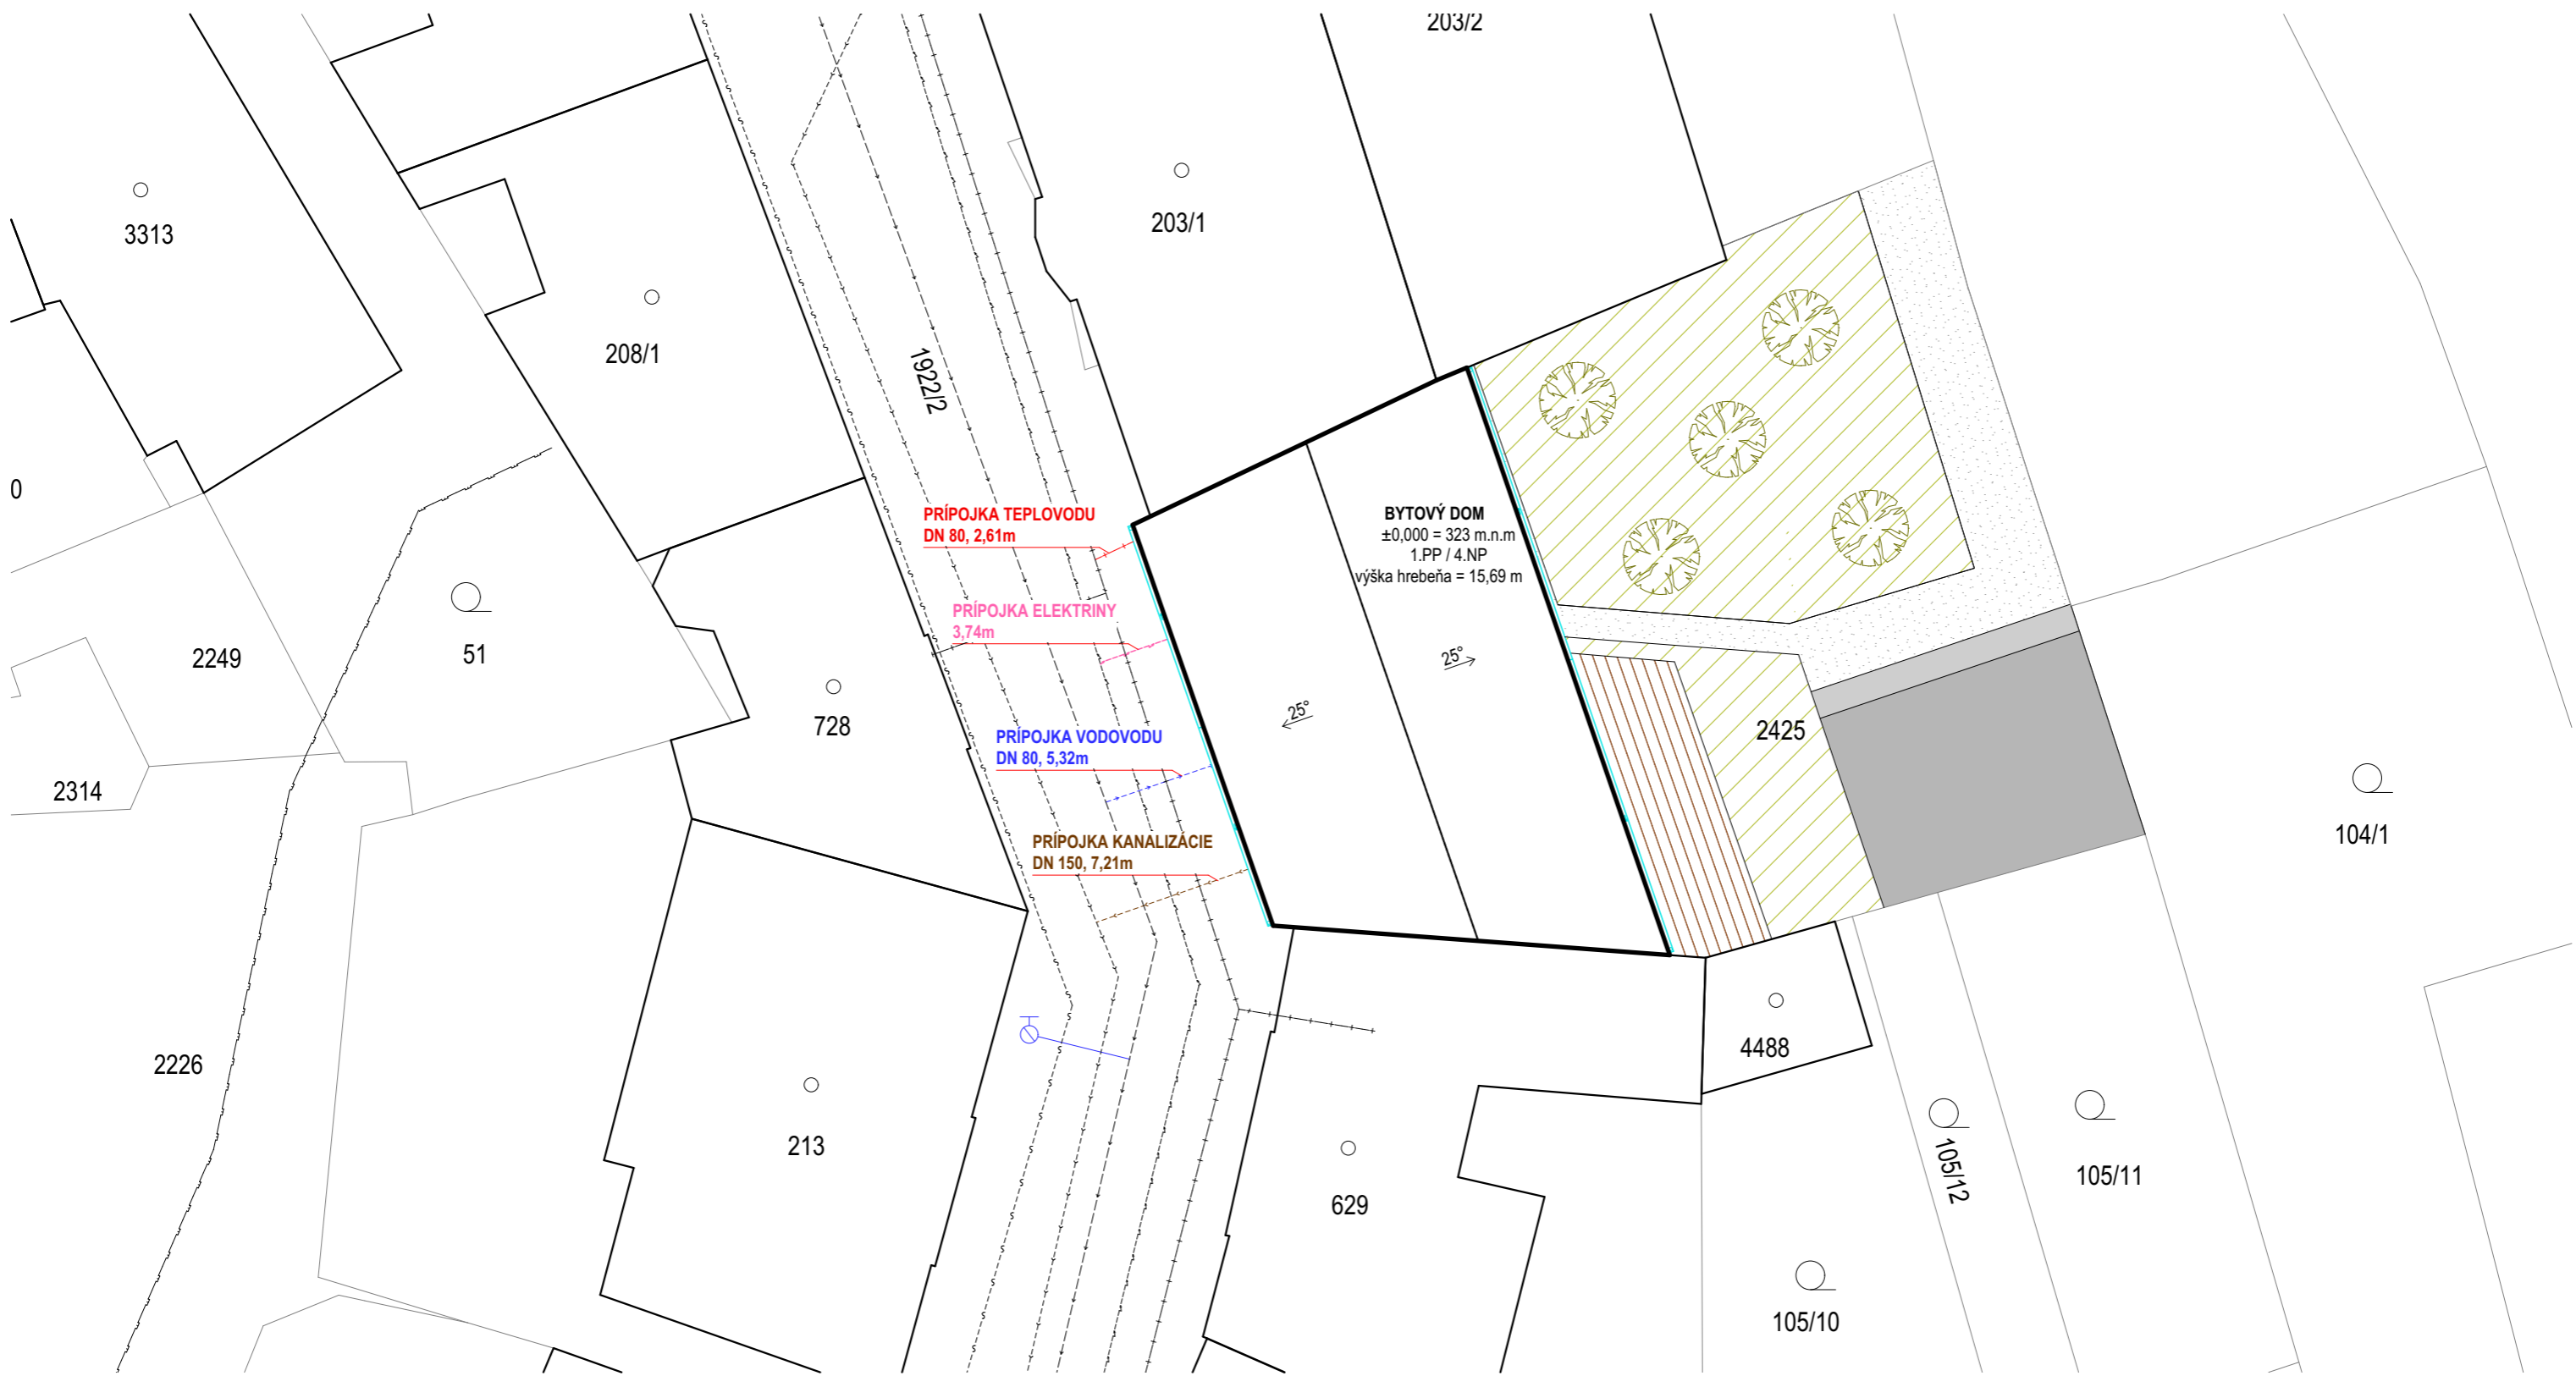 203/2
3313
203/1
208/1
1922/2
0
PRÍPOJKA TEPLOVODU
DN 80, 2,61m
BYTOVÝ DOM
±0,000 = 323 m.n.m
1.PP / 4.NP
výška hrebeňa = 15,69 m
PRÍPOJKA ELEKTRINY
3,74m
2249
51
25°
25°
728
2425
PRÍPOJKA VODOVODU
DN 80, 5,32m
2314
104/1
PRÍPOJKA KANALIZÁCIE
DN 150, 7,21m
2226
4488
213
629
105/12
105/11
105/10